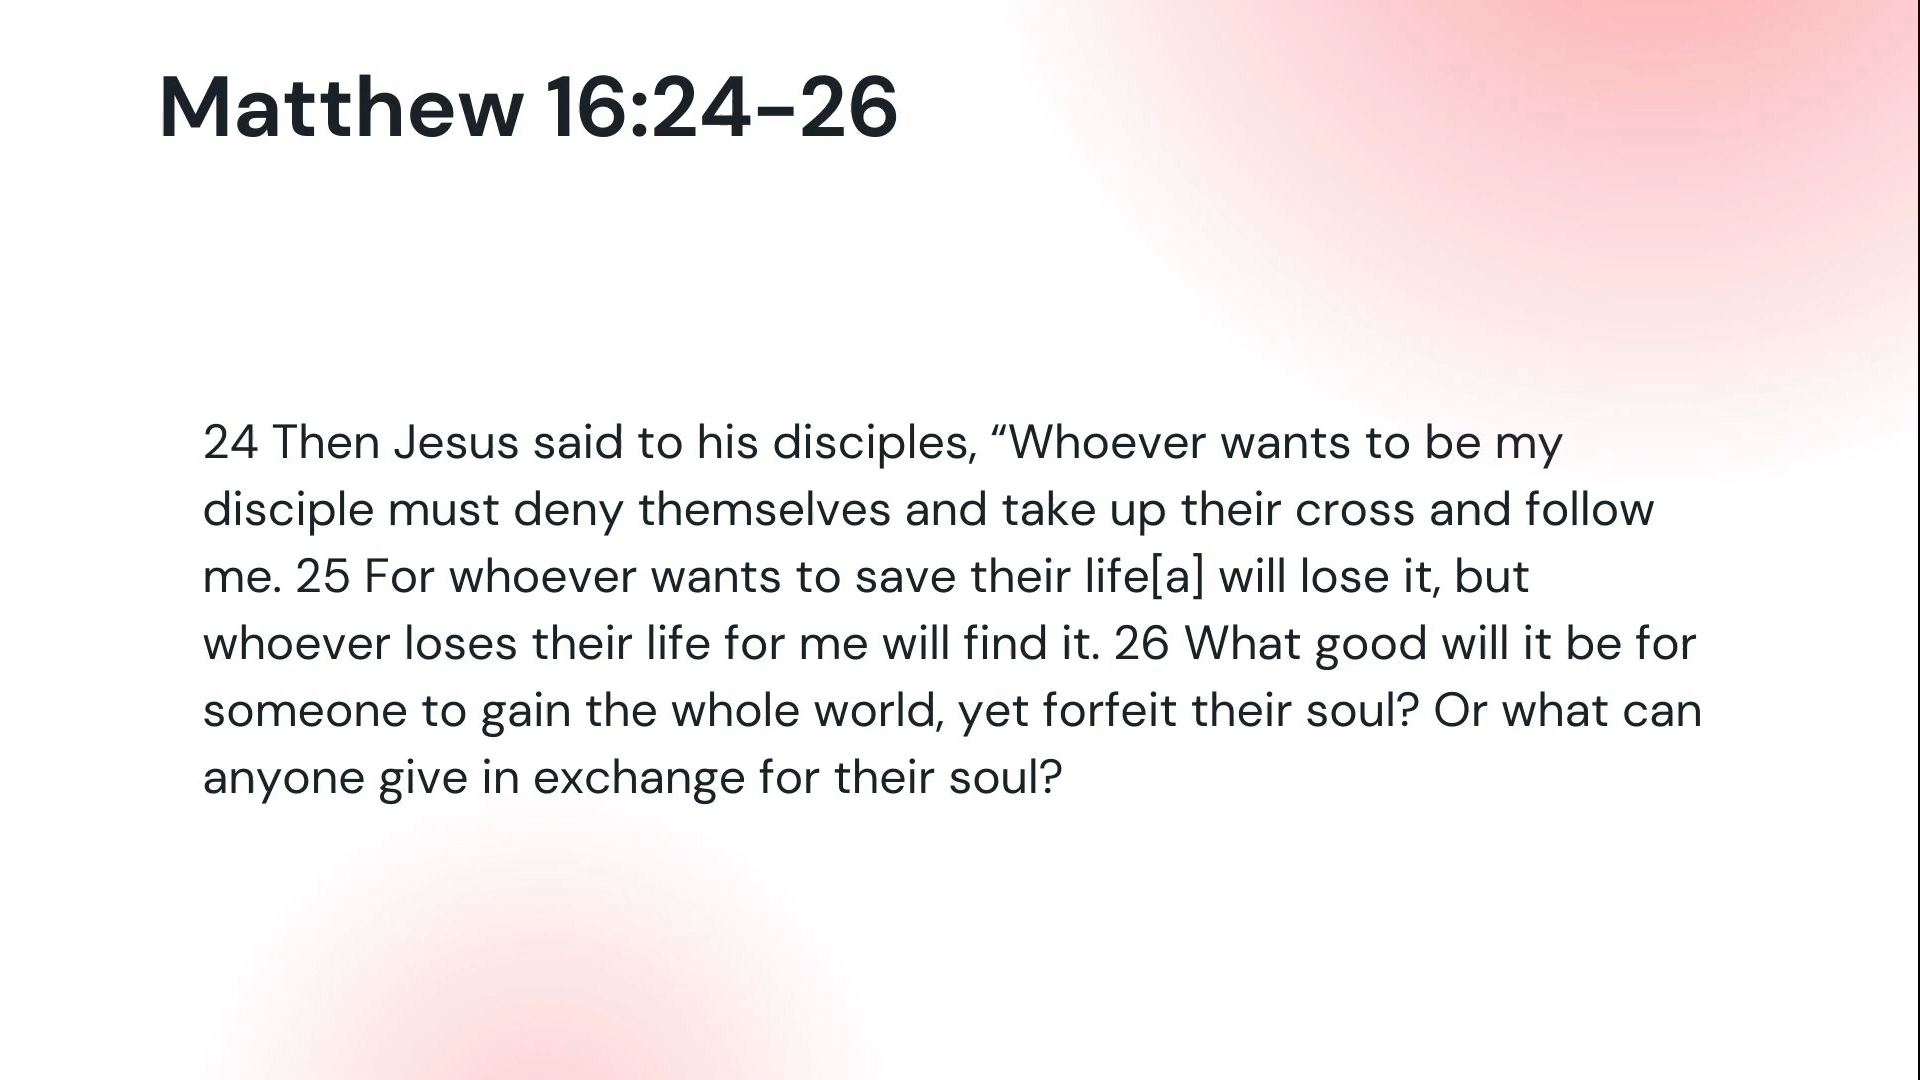 Matthew 16:24–26
24 Then Jesus said to his disciples, “Whoever wants to be my
disciple must deny themselves and take up their cross and follow
me. 25 For whoever wants to save their life[a] will lose it, but
whoever loses their life for me will find it. 26 What good will it be for
someone to gain the whole world, yet forfeit their soul? Or what can
anyone give in exchange for their soul?